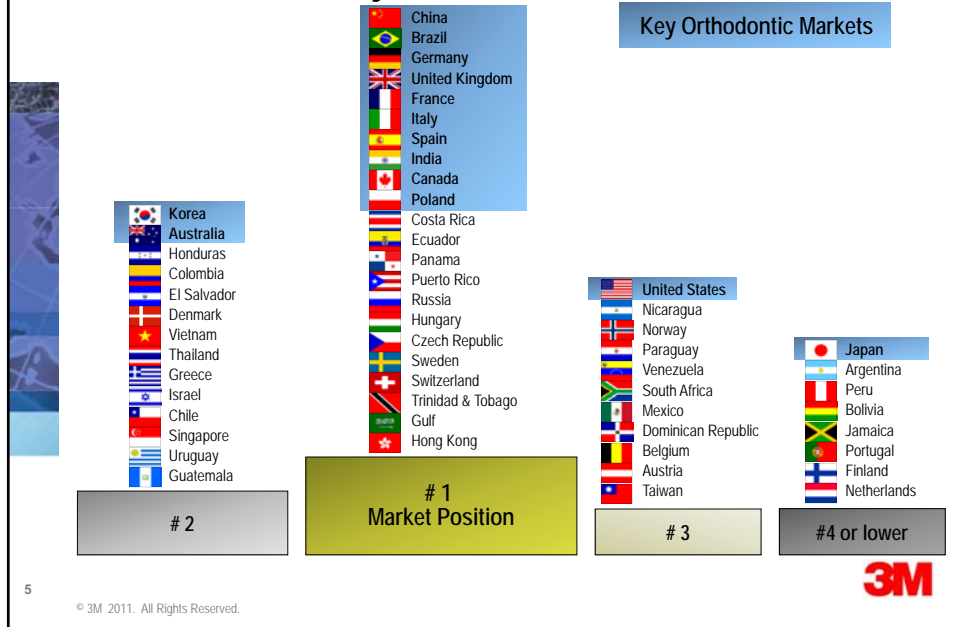 Key Orthodontic Markets
China
Brazil
Germany
United Kingdom
France
Italy
Spain
India
Canada
Poland
Costa Rica
Ecuador
Panama
Puerto Rico
Russia
Hungary
Czech Republic
Sweden
Switzerland
Trinidad & Tobago
Gulf
Hong Kong
# 1
Market Position
Korea
Australia
Honduras
Colombia
El Salvador
Denmark
Vietnam
Thailand
Greece
Israel
Chile
Singapore
Uruguay
Guatemala
# 2
United States
Nicaragua
Norway
Paraguay
Venezuela
South Africa
Mexico
Dominican Republic
Belgium
Austria
Taiwan
# 3
Japan
Argentina
Peru
Bolivia
Jamaica
Portugal
Finland
Netherlands
#4 or lower
3M
5
© 3M 2011. All Rights Reserved.